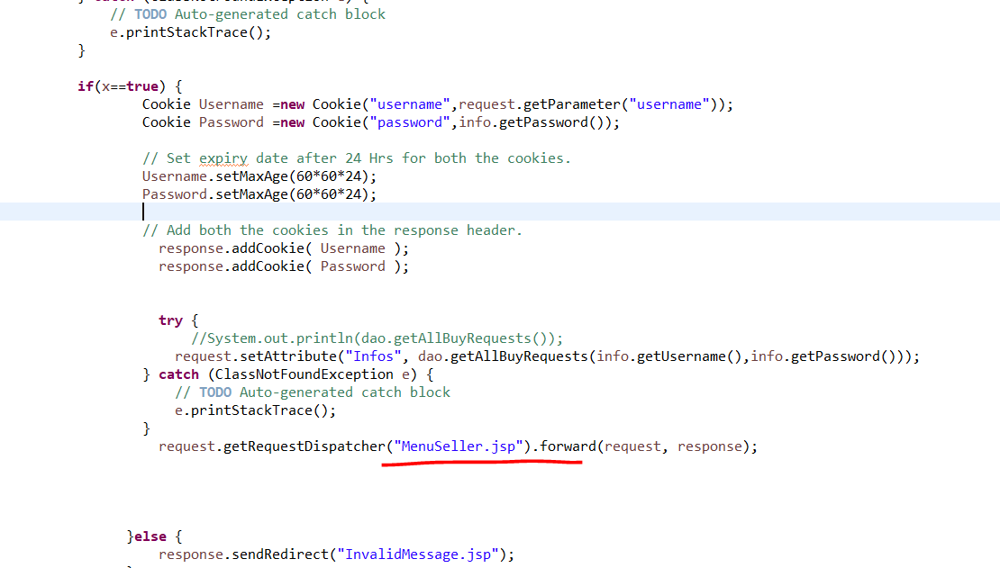 } catch (ClassNotFoundException e) {
// TODO Auto-generated catch block
e.printStackTrace();
}
if(x==true) {
Cookie Username =new Cookie("username",request.getParameter("username"));
Cookie Password =new Cookie("password",info.getPassword());
// Set expiry date after 24 Hrs for both the cookies.
Username.setMaxAge(60*60*24);
Password.setMaxAge(60*60*24);
// Add both the cookies in the response header.
response.addCookie( Username );
response.addCookie( Password );
try {
//System.out.println(dao.getAllBuyRequests());
request.setAttribute("Infos", dao.getAllBuyRequests(info.getUsername(),info.getPassword()));
} catch (ClassNotFoundException e) {
// TODO Auto-generated catch block
e.printStackTrace();
}
request.getRequestDispatcher("MenuSeller.jsp").forward(request, response);
}else {
response.sendRedirect("InvalidMessage.jsp");